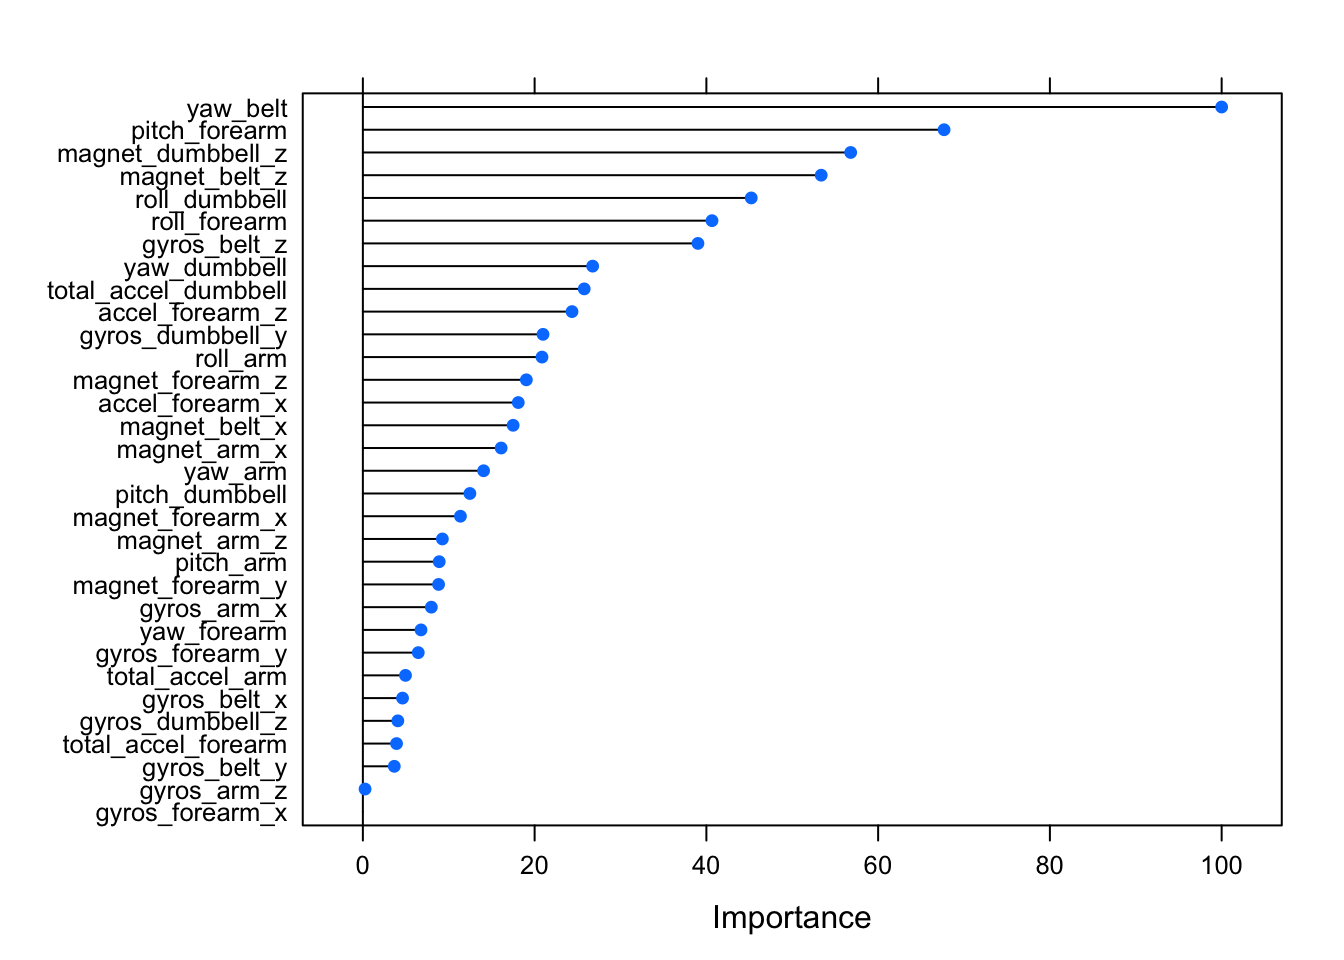 yaw_belt
pitch_forearm
magnet_dumbbell_z
magnet_belt_z
roll_dumbbell
roll_forearm
gyros_belt_z
yaw_dumbbell
total_accel_dumbbell
accel_forearm_z
gyros_dumbbell_y
roll_arm
magnet_forearm_z
accel_forearm_x
magnet_belt_x
magnet_arm_x
yaw_arm
pitch_dumbbell
magnet_forearm_x
magnet_arm_z
pitch_arm
magnet_forearm_y
gyros_arm_x
yaw_forearm
gyros_forearm_y
total_accel_arm
gyros_belt_x
gyros_dumbbell_z
total_accel_forearm
gyros_belt_y
gyros_arm_z
gyros_forearm_x
0 20 40 60 80 100
Importance